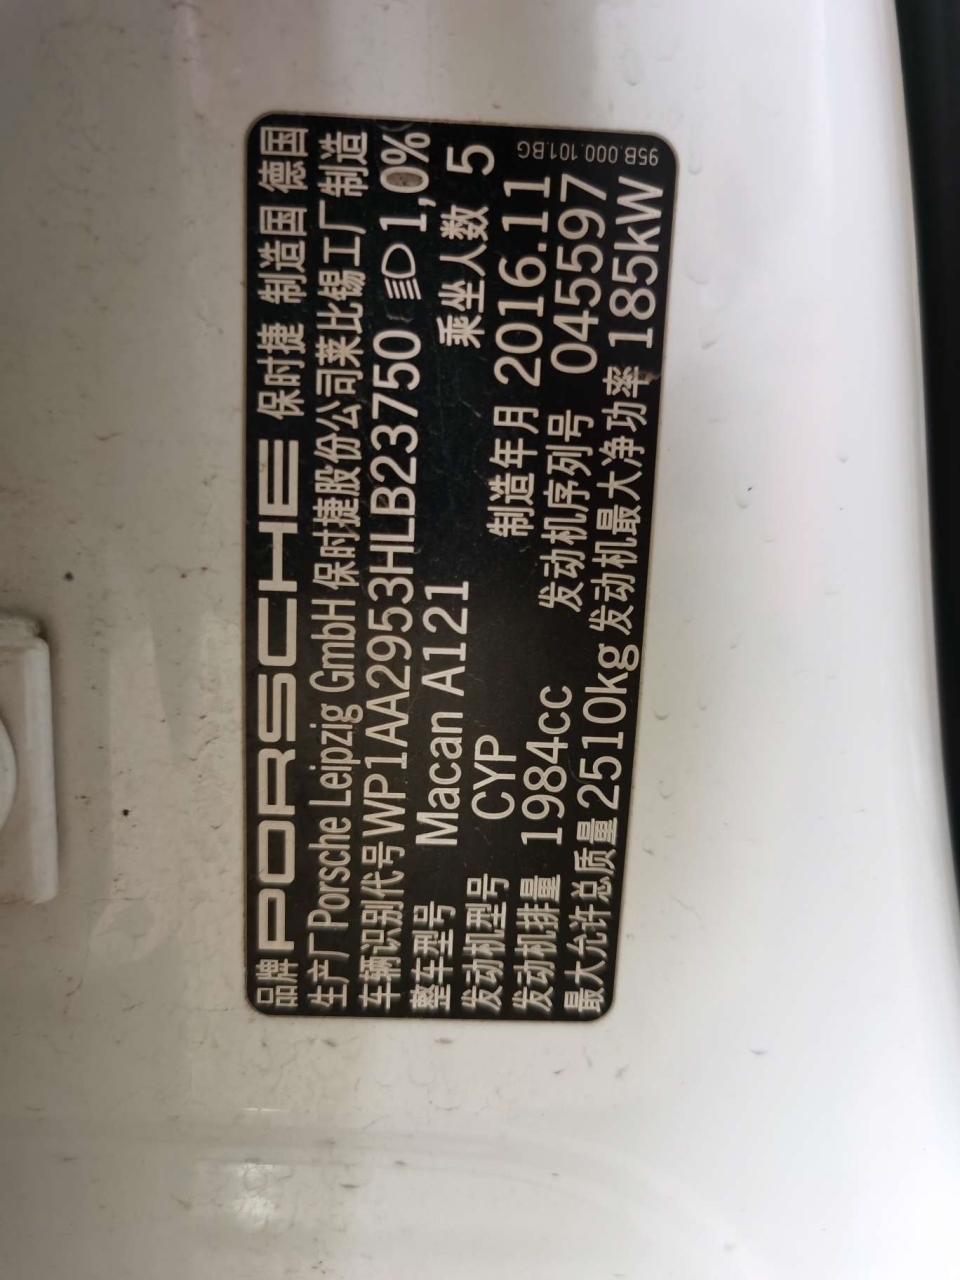 品牌 PORSCHE 保时捷 制造国 德国
生产厂 Porsche Leipzig GmbH 保时捷股份公司莱比锡工厂制造
车辆识别代号 WP1AA2953HLB23750 1,0%
整车型号 Macan A121 乘坐人数 5
发动机型号 CYP 制造年月 2016.11
发动机排量 1984cc 发动机序列号 045597
最大允许总质量 2510kg 发动机最大净功率 185kW
95B.000.101.BG